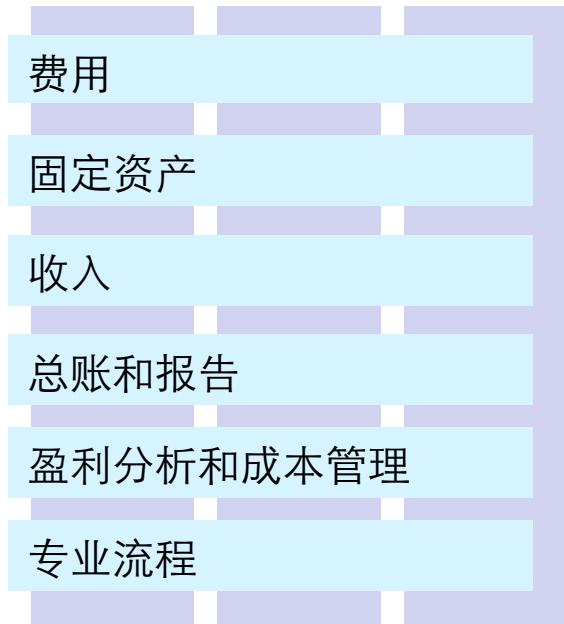 费用
固定资产
收入
总账和报告
盈利分析和成本管理
专业流程